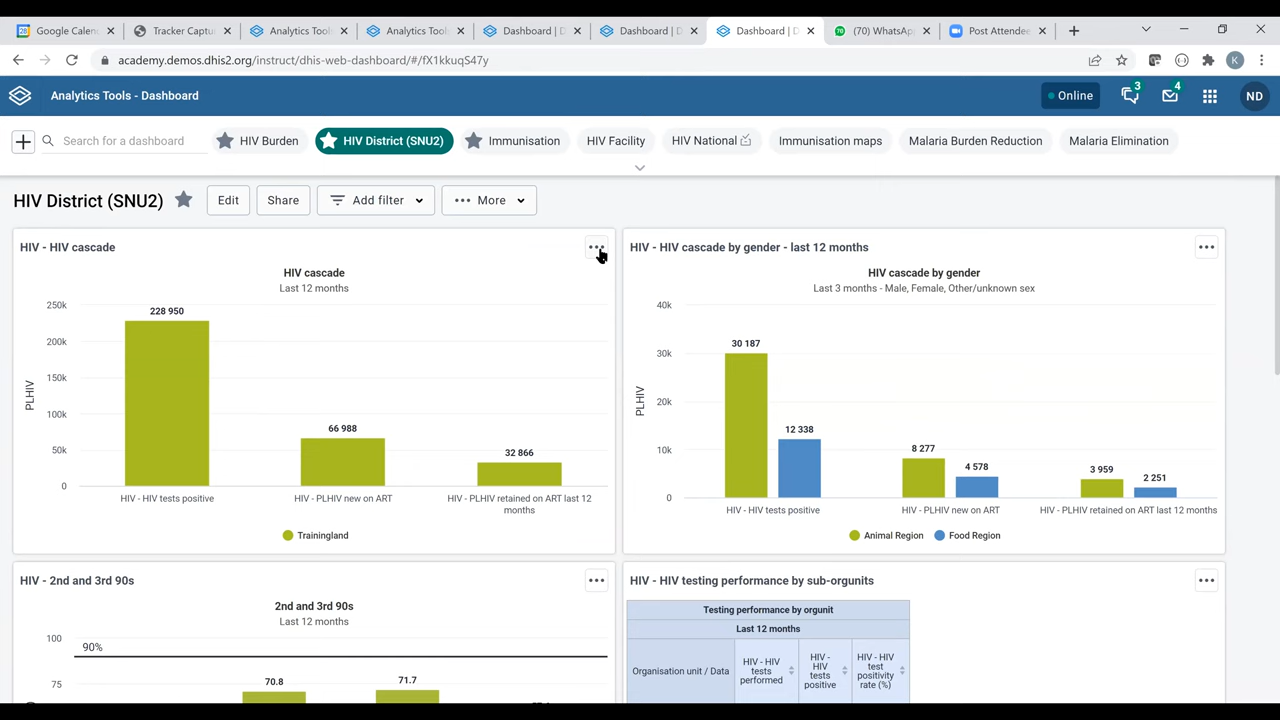 Google Calen
Tracker Captu
Analytics Tools
Analytics Tool
Dashboard | D
Dashboard | D
Dashboard | D
(70) WhatsAp
Post Attendee
academy.demos.dhis2.org/instruct/dhis-web-dashboard/#/fX1kkqjS47y
K
Analytics Tools - Dashboard
Online
3
4
ND
Search for a dashboard
HIV Burden
HIV District (SNU2)
Immunisation
HIV Facility
HIV National
Immunisation maps
Malaria Burden Reduction
Malaria Elimination
HIV District (SNU2)
Edit
Share
Add filter
More
HIV - HIV cascade
HIV cascade
Last 12 months
250k
200k
150k
100k
50k
0
PLHIV
228 950
66 988
32 866
HIV - HIV tests positive
HIV - PLHIV new on ART
HIV - PLHIV retained on ART last 12
months
Trainingland
HIV - HIV cascade by gender - last 12 months
HIV cascade by gender
Last 3 months - Male, Female, Other/unknown sex
40k
30k
20k
10k
0
PLHIV
30 187
12 338
8 277
4 578
3 959
2 251
HIV - HIV tests positive
HIV - PLHIV new on ART
HIV - PLHIV retained on ART last 12 months
Animal Region
Food Region
HIV - 2nd and 3rd 90s
2nd and 3rd 90s
Last 12 months
100
90%
75
70.8
71.7
HIV - HIV testing performance by sub-orgunits
Testing performance by orgunit
Last 12 months
Organisation unit / Data
HIV - HIV
tests
performed
HIV -
HIV
tests
positive
HIV - HIV
test
positivity
rate (%)